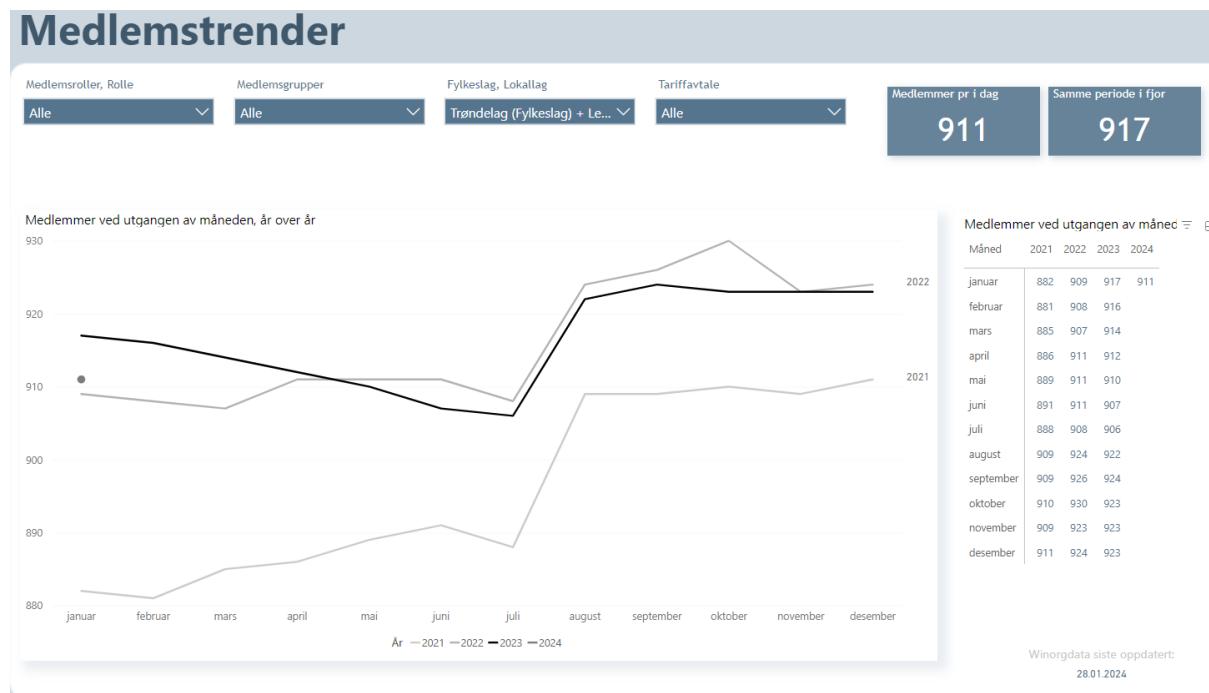 Medlemstrender
Medlemsroller, Rolle
Alle
Medlemsgrupper
Alle
Fylkeslag, Lokallag
Trøndelag (Fylkeslag) + Le...
Tariffavtale
Alle
Medlemmer pr i dag
911
Samme periode i fjor
917
Medlemmer ved utgangen av måneden, år over år
930
920
910
900
890
880
2022
2021
januar februar mars april mai juni juli august september oktober november desember
År 2021 2022 2023 2024
Medlemmer ved utgangen av måned
Måned 2021 2022 2023 2024
januar 882 909 917 911
februar 881 908 916
mars 885 907 914
april 886 911 912
mai 889 911 910
juni 891 911 907
juli 888 908 906
august 909 924 922
september 909 926 924
oktober 910 930 923
november 909 923 923
desember 911 924 923
Winorgdata siste oppdatert:
28.01.2024